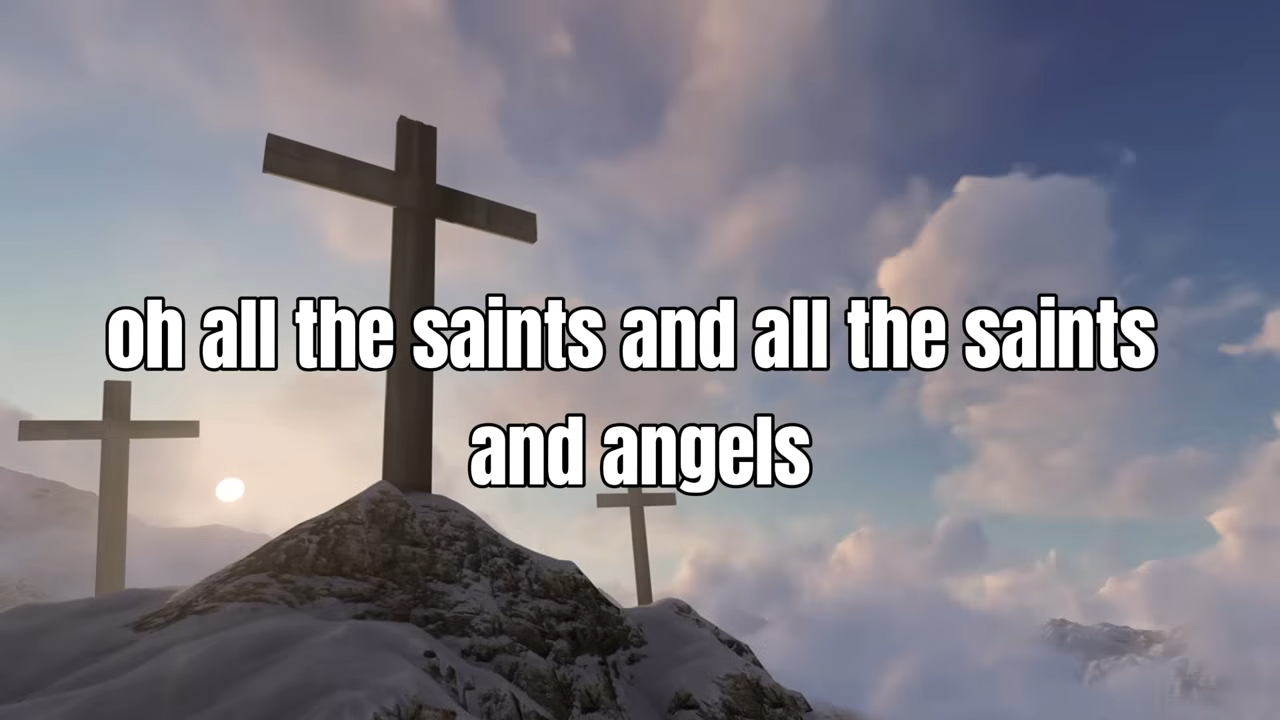 oh all the saints and all the saints
and angels